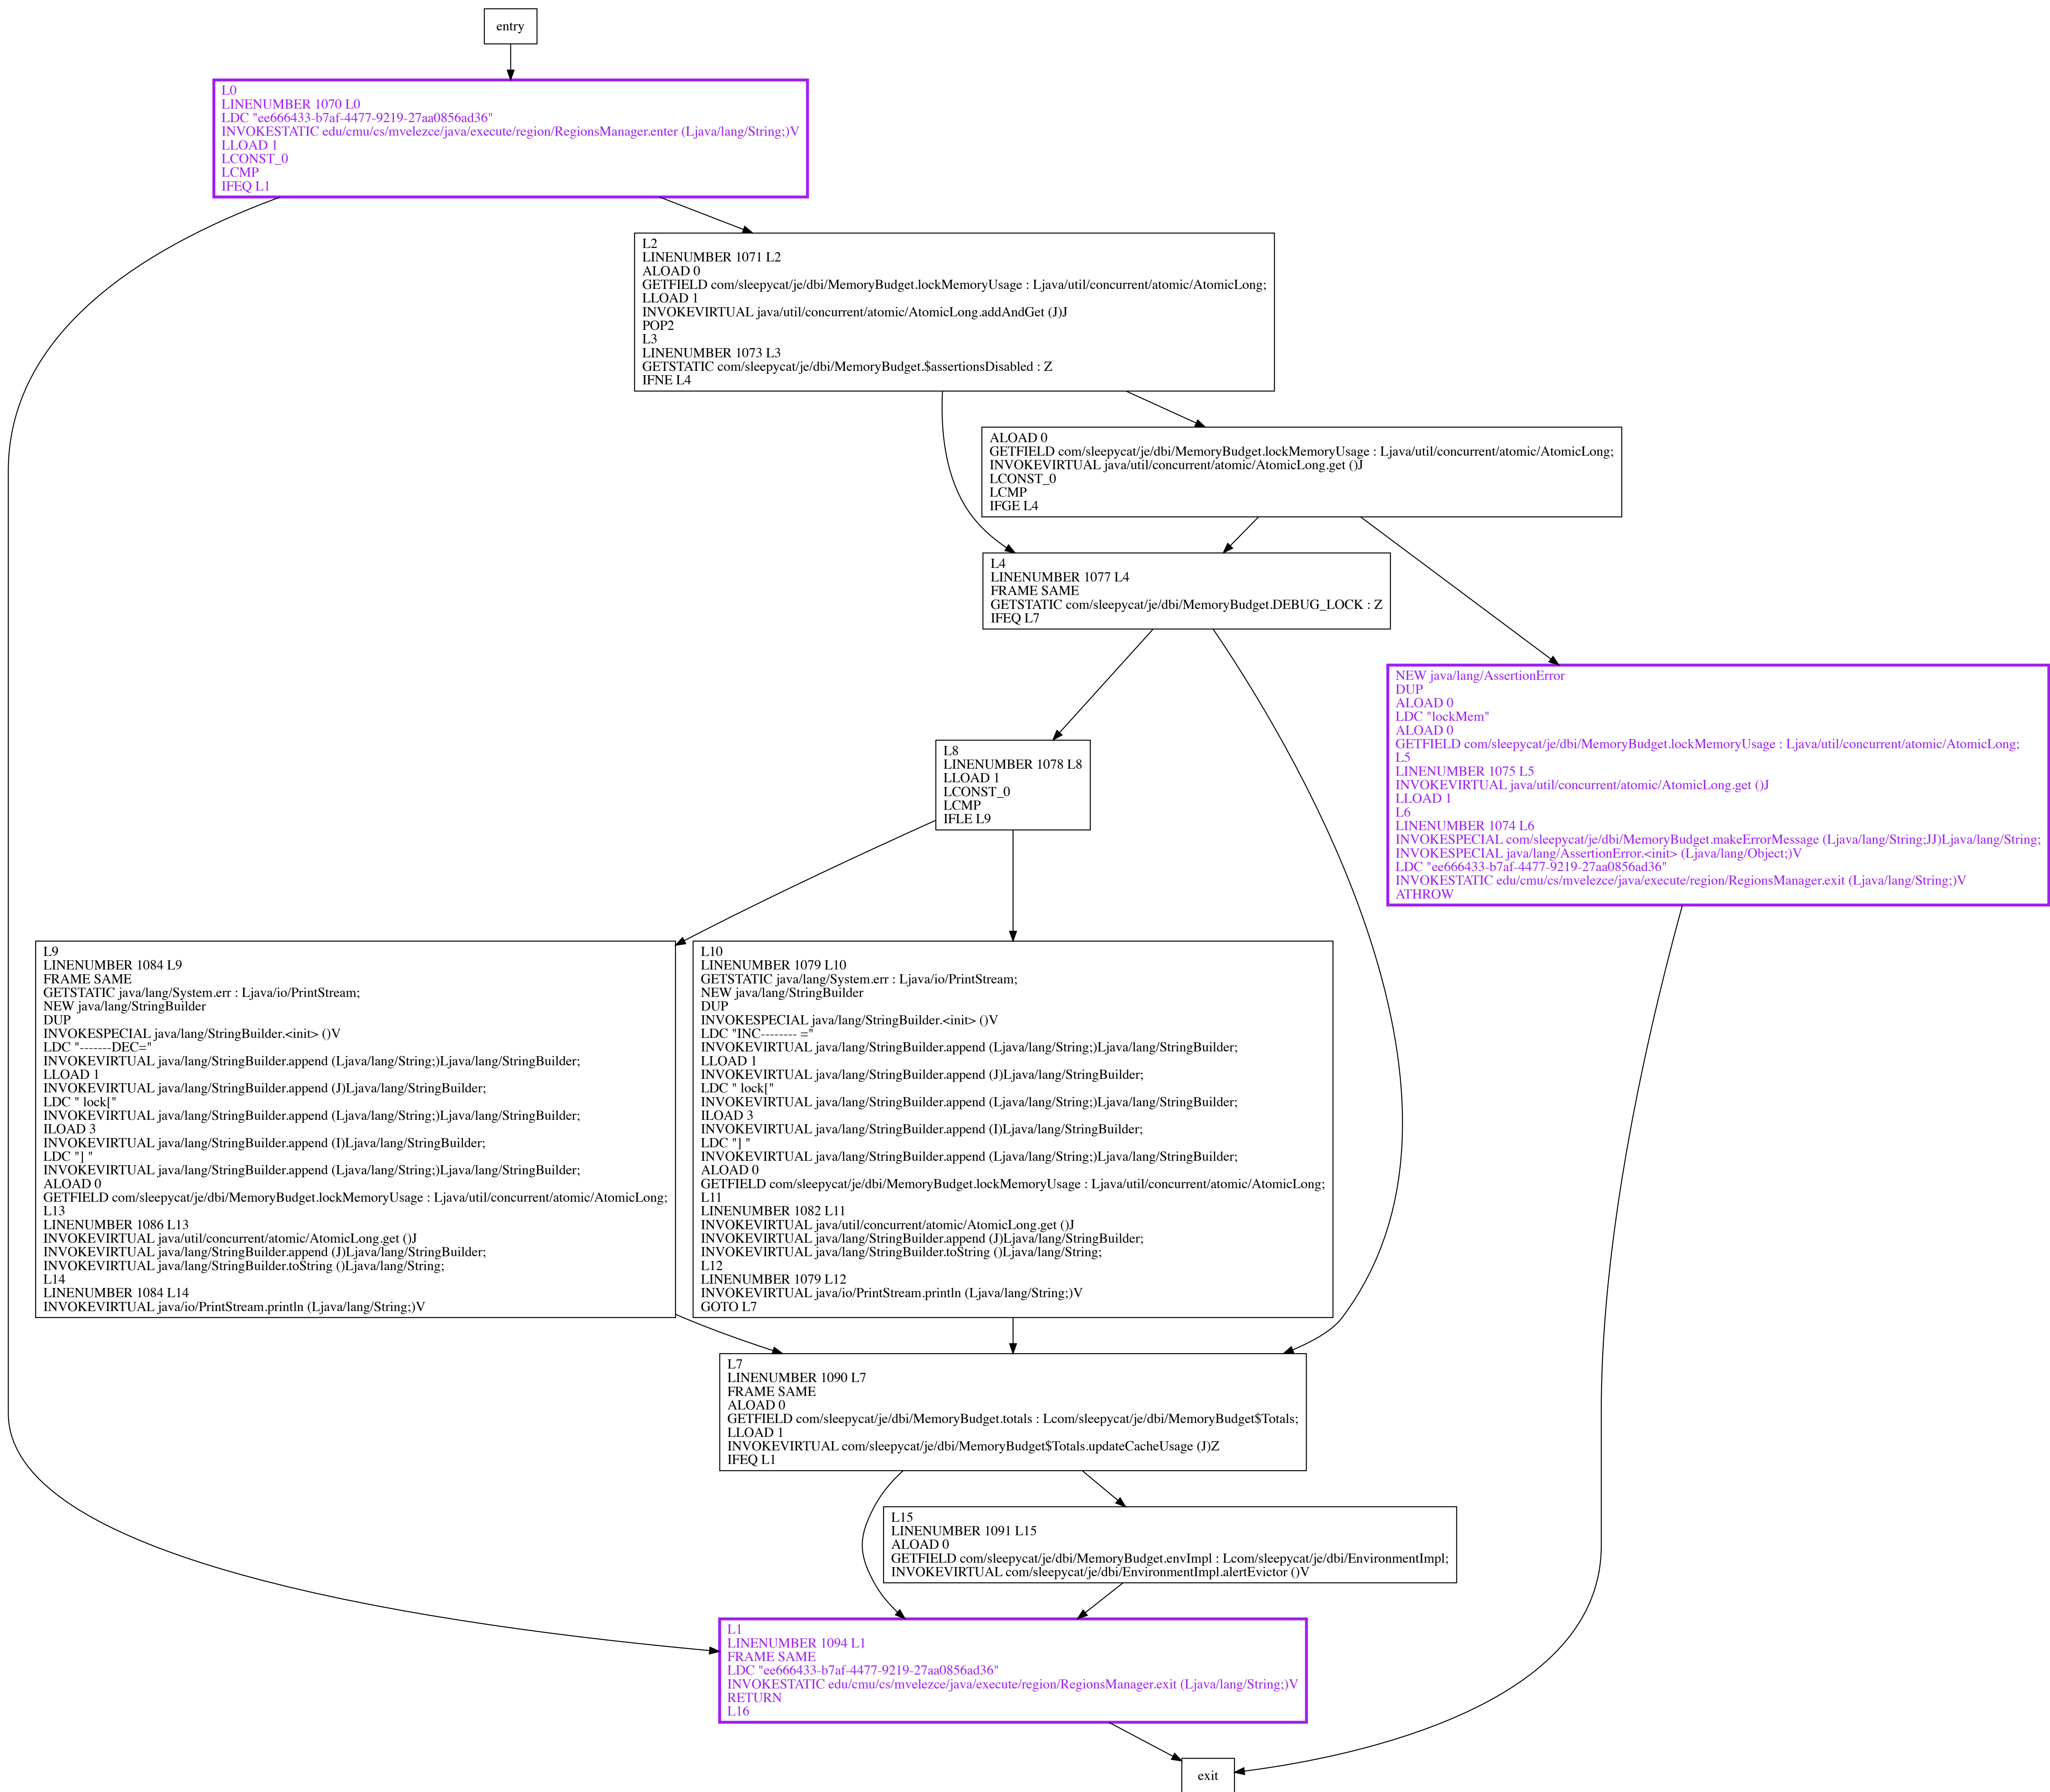 entry
L0
LINENUMBER 1070 L0
LDC "ee666433-b7af-4477-9219-27aa0856ad36"
INVOKESTATIC edu/cmu/cs/mvelezce/java/execute/region/RegionsManager.enter (Ljava/lang/String;)V
LLOAD 1
LCONST_0
LCMP
IFEQ L1
L2
LINENUMBER 1071 L2
ALOAD 0
GETFIELD com/sleepycat/je/dbi/MemoryBudget.lockMemoryUsage : Ljava/util/concurrent/atomic/AtomicLong;
LLOAD 1
INVOKEVIRTUAL java/util/concurrent/atomic/AtomicLong.addAndGet (J)J
POP2
L3
LINENUMBER 1073 L3
GETSTATIC com/sleepycat/je/dbi/MemoryBudget.$assertionsDisabled : Z
IFNE L4
ALOAD 0
GETFIELD com/sleepycat/je/dbi/MemoryBudget.lockMemoryUsage : Ljava/util/concurrent/atomic/AtomicLong;
INVOKEVIRTUAL java/util/concurrent/atomic/AtomicLong.get ()J
LCONST_0
LCMP
IFGE L4
L4
LINENUMBER 1077 L4
FRAME SAME
GETSTATIC com/sleepycat/je/dbi/MemoryBudget.DEBUG_LOCK : Z
IFEQ L7
NEW java/lang/AssertionError
DUP
ALOAD 0
LDC "lockMem"
ALOAD 0
GETFIELD com/sleepycat/je/dbi/MemoryBudget.lockMemoryUsage : Ljava/util/concurrent/atomic/AtomicLong;
L5
LINENUMBER 1075 L5
INVOKEVIRTUAL java/util/concurrent/atomic/AtomicLong.get ()J
LLOAD 1
L6
LINENUMBER 1074 L6
INVOKESPECIAL com/sleepycat/je/dbi/MemoryBudget.makeErrorMessage (Ljava/lang/String;JJ)Ljava/lang/String;
INVOKESPECIAL java/lang/AssertionError.<init> (Ljava/lang/Object;)V
LDC "ee666433-b7af-4477-9219-27aa0856ad36"
INVOKESTATIC edu/cmu/cs/mvelezce/java/execute/region/RegionsManager.exit (Ljava/lang/String;)V
ATHROW
L8
LINENUMBER 1078 L8
LLOAD 1
LCONST_0
LCMP
IFLE L9
L9
LINENUMBER 1084 L9
FRAME SAME
GETSTATIC java/lang/System.err : Ljava/io/PrintStream;
NEW java/lang/StringBuilder
DUP
INVOKESPECIAL java/lang/StringBuilder.<init> ()V
LDC "-------DEC="
INVOKEVIRTUAL java/lang/StringBuilder.append (Ljava/lang/String;)Ljava/lang/StringBuilder;
LLOAD 1
INVOKEVIRTUAL java/lang/StringBuilder.append (J)Ljava/lang/StringBuilder;
LDC " lock["
INVOKEVIRTUAL java/lang/StringBuilder.append (Ljava/lang/String;)Ljava/lang/StringBuilder;
ILOAD 3
INVOKEVIRTUAL java/lang/StringBuilder.append (I)Ljava/lang/StringBuilder;
LDC "] "
INVOKEVIRTUAL java/lang/StringBuilder.append (Ljava/lang/String;)Ljava/lang/StringBuilder;
ALOAD 0
GETFIELD com/sleepycat/je/dbi/MemoryBudget.lockMemoryUsage : Ljava/util/concurrent/atomic/AtomicLong;
L13
LINENUMBER 1086 L13
INVOKEVIRTUAL java/util/concurrent/atomic/AtomicLong.get ()J
INVOKEVIRTUAL java/lang/StringBuilder.append (J)Ljava/lang/StringBuilder;
INVOKEVIRTUAL java/lang/StringBuilder.toString ()Ljava/lang/String;
L14
LINENUMBER 1084 L14
INVOKEVIRTUAL java/io/PrintStream.println (Ljava/lang/String;)V
L10
LINENUMBER 1079 L10
GETSTATIC java/lang/System.err : Ljava/io/PrintStream;
NEW java/lang/StringBuilder
DUP
INVOKESPECIAL java/lang/StringBuilder.<init> ()V
LDC "INC-------- ="
INVOKEVIRTUAL java/lang/StringBuilder.append (Ljava/lang/String;)Ljava/lang/StringBuilder;
LLOAD 1
INVOKEVIRTUAL java/lang/StringBuilder.append (J)Ljava/lang/StringBuilder;
LDC " lock["
INVOKEVIRTUAL java/lang/StringBuilder.append (Ljava/lang/String;)Ljava/lang/StringBuilder;
ILOAD 3
INVOKEVIRTUAL java/lang/StringBuilder.append (I)Ljava/lang/StringBuilder;
LDC "] "
INVOKEVIRTUAL java/lang/StringBuilder.append (Ljava/lang/String;)Ljava/lang/StringBuilder;
ALOAD 0
GETFIELD com/sleepycat/je/dbi/MemoryBudget.lockMemoryUsage : Ljava/util/concurrent/atomic/AtomicLong;
L11
LINENUMBER 1082 L11
INVOKEVIRTUAL java/util/concurrent/atomic/AtomicLong.get ()J
INVOKEVIRTUAL java/lang/StringBuilder.append (J)Ljava/lang/StringBuilder;
INVOKEVIRTUAL java/lang/StringBuilder.toString ()Ljava/lang/String;
L12
LINENUMBER 1079 L12
INVOKEVIRTUAL java/io/PrintStream.println (Ljava/lang/String;)V
GOTO L7
L7
LINENUMBER 1090 L7
FRAME SAME
ALOAD 0
GETFIELD com/sleepycat/je/dbi/MemoryBudget.totals : Lcom/sleepycat/je/dbi/MemoryBudget$Totals;
LLOAD 1
INVOKEVIRTUAL com/sleepycat/je/dbi/MemoryBudget$Totals.updateCacheUsage (J)Z
IFEQ L1
L15
LINENUMBER 1091 L15
ALOAD 0
GETFIELD com/sleepycat/je/dbi/MemoryBudget.envImpl : Lcom/sleepycat/je/dbi/EnvironmentImpl;
INVOKEVIRTUAL com/sleepycat/je/dbi/EnvironmentImpl.alertEvictor ()V
L1
LINENUMBER 1094 L1
FRAME SAME
LDC "ee666433-b7af-4477-9219-27aa0856ad36"
INVOKESTATIC edu/cmu/cs/mvelezce/java/execute/region/RegionsManager.exit (Ljava/lang/String;)V
RETURN
L16
exit